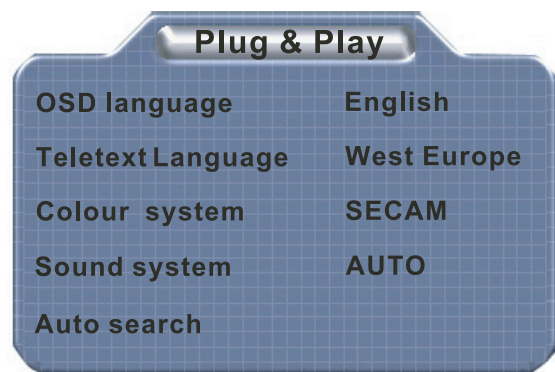 Plug & Play
OSD language English
Teletext Language West Europe
Colour system SECAM
Sound system AUTO
Auto search